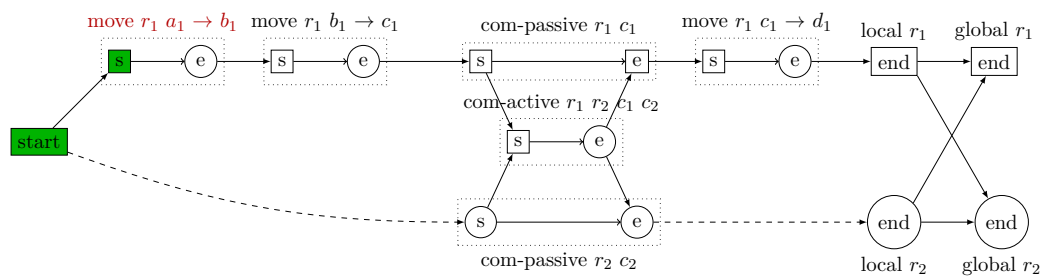 move r₁ a₁ → b₁
move r₁ b₁ → c₁
com-passive r₁ c₁
move r₁ c₁ → d₁
local r₁
global r₁
s
e
s
e
s
e
s
e
end
end
com-active r₁ r₂ c₁ c₂
start
s
e
s
e
end
end
com-passive r₂ c₂
local r₂
global r₂